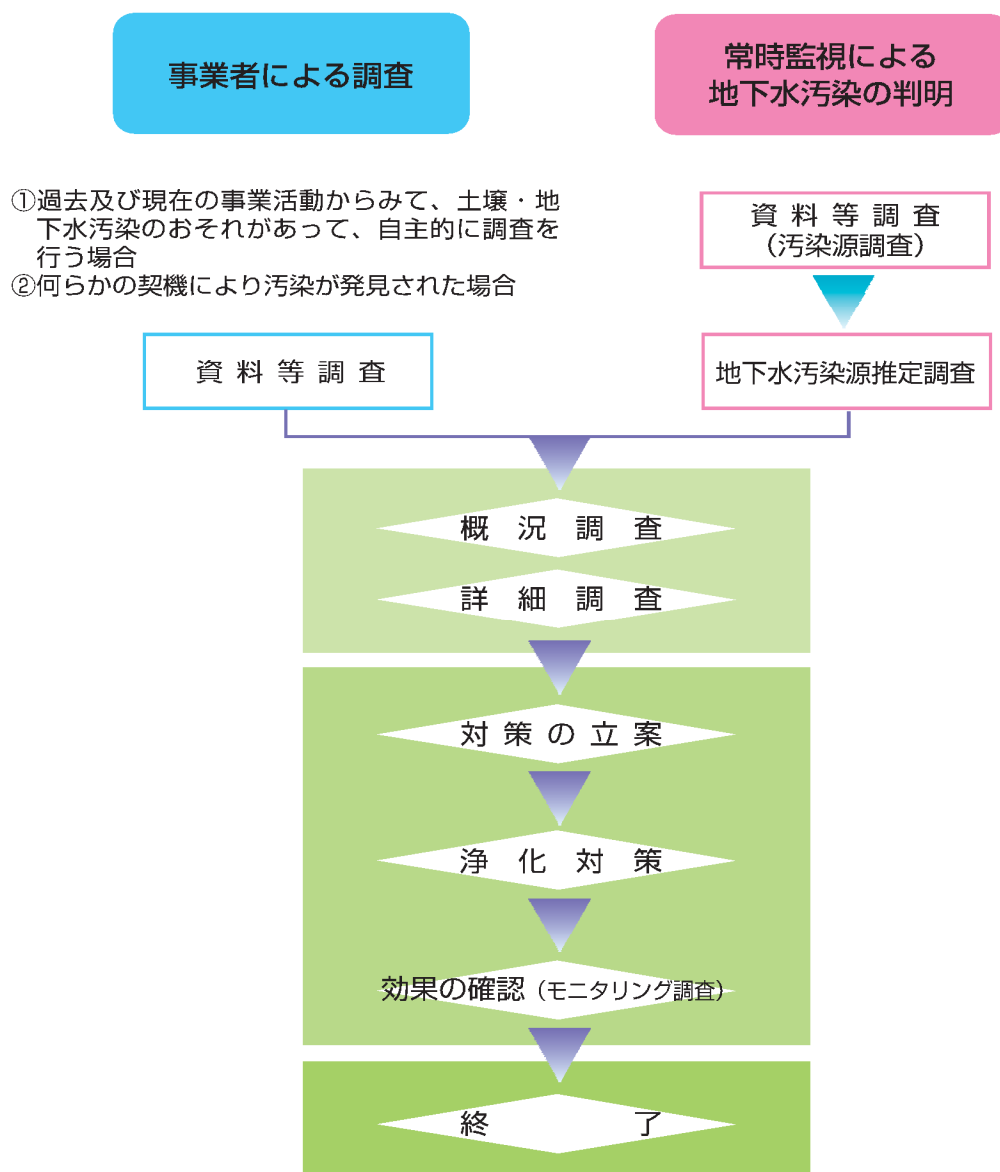 事業者による調査
常時監視による
地下水汚染の判明
①過去及び現在の事業活動からみて、土壌・地
下水汚染のおそれがあって、自主的に調査を
行う場合
②何らかの契機により汚染が発見された場合
資料等調査
(汚染源調査)
資料等調査
地下水汚染源推定調査
概況調査
詳細調査
対策の立案
浄化対策
効果の確認(モニタリング調査)
終了